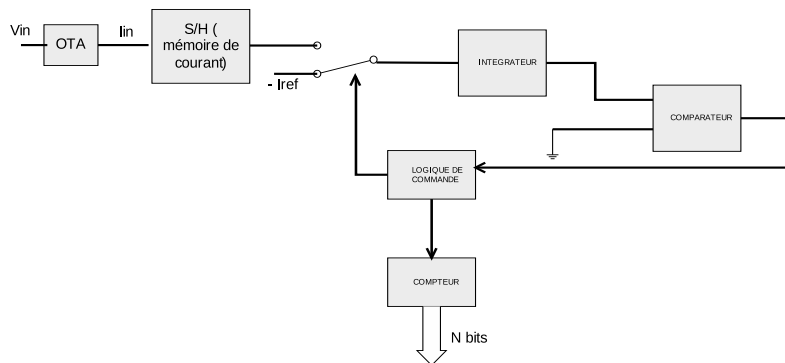 Vin
OTA
Iin
S/H (
mémoire de
courant)
- Iref
INTEGRATEUR
COMPARATEUR
LOGIQUE DE
COMMANDE
COMPTEUR
N bits